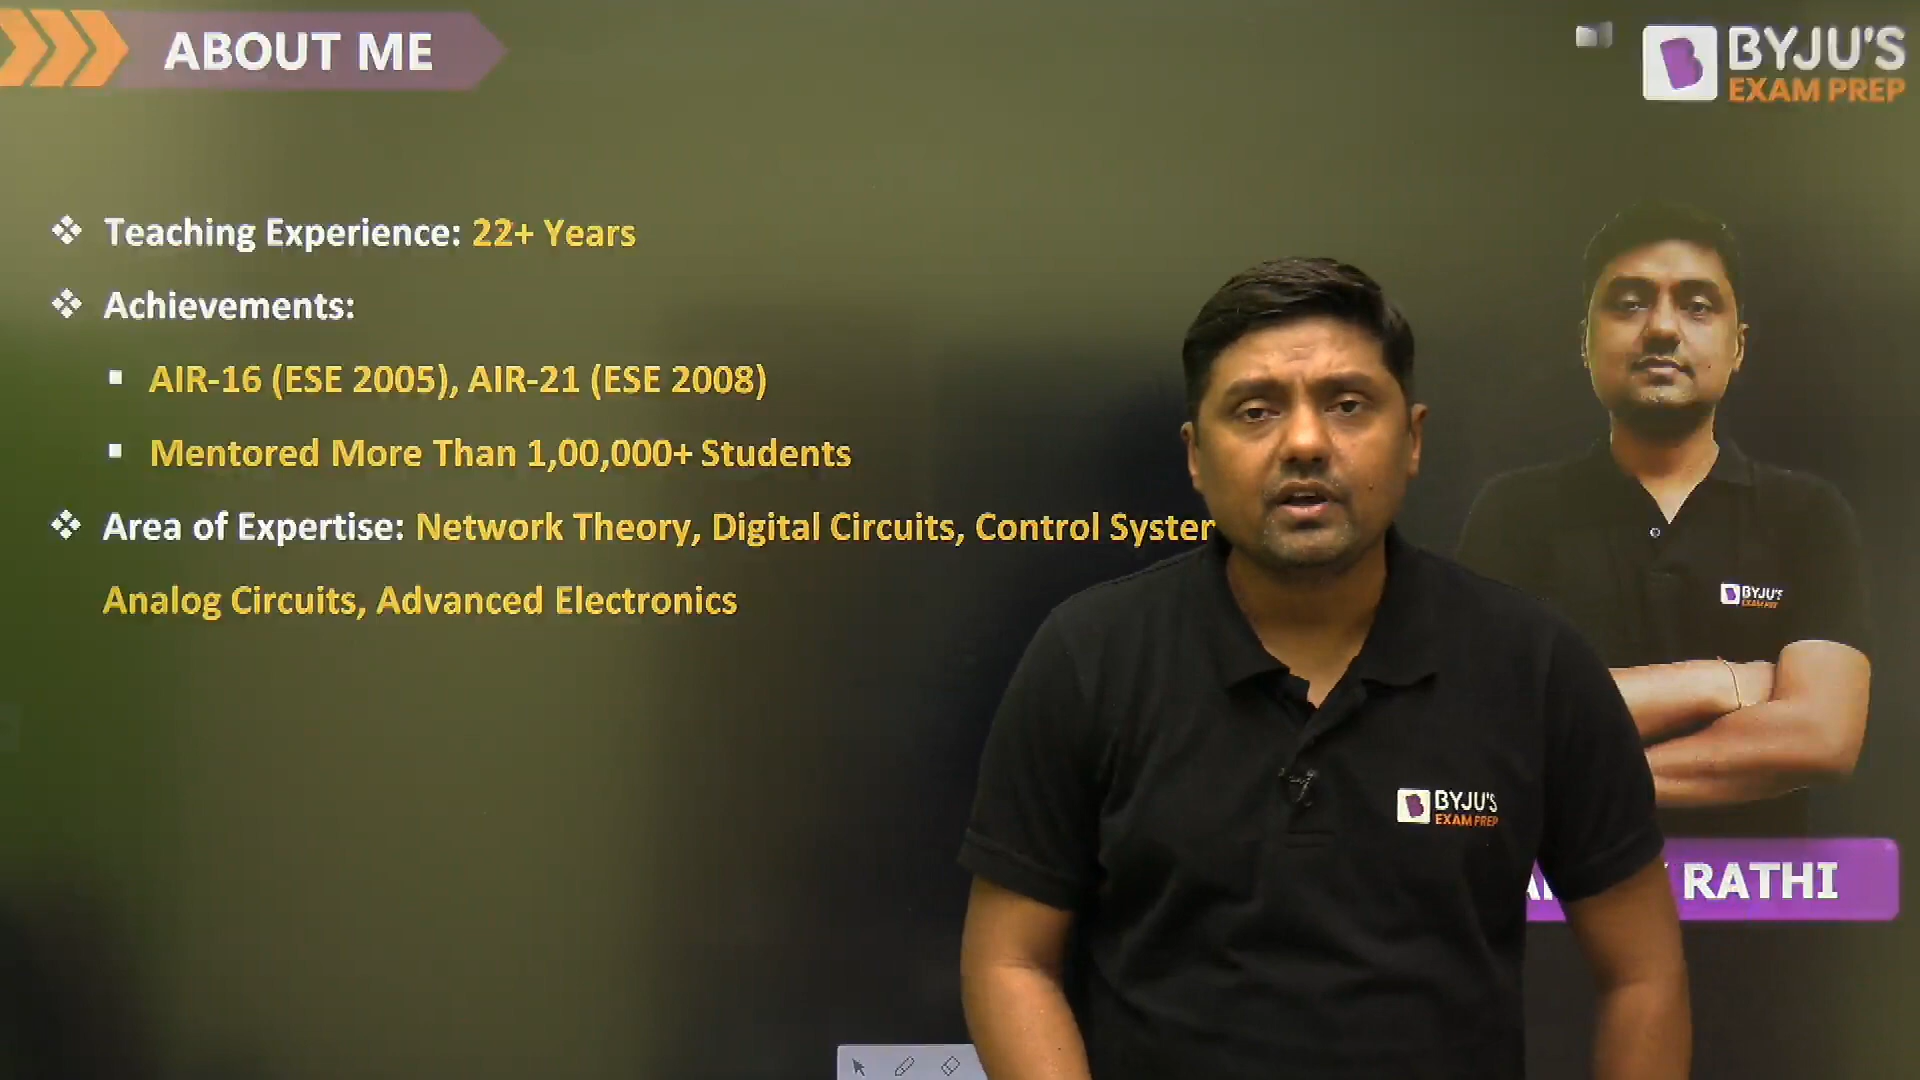 ABOUT ME
BYJU'S
EXAM PREP
❖ Teaching Experience: 22+ Years
❖ Achievements:
▪ AIR-16 (ESE 2005), AIR-21 (ESE 2008)
▪ Mentored More Than 1,00,000+ Students
❖ Area of Expertise: Network Theory, Digital Circuits, Control
Analog Circuits, Advanced Electronics
BYJU'S
EXAM PREP
BYJU'S
EXAM PREP
RATHI